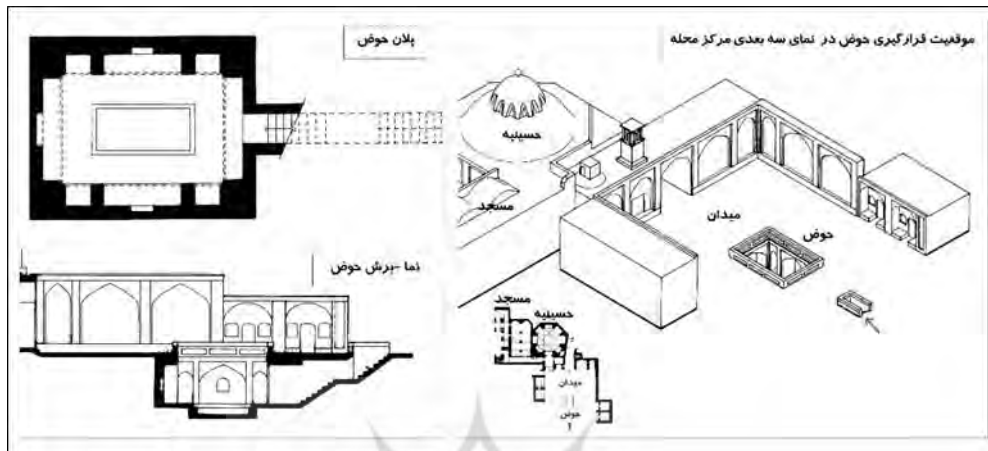 موقعیت قرارگیری حوض در نمای سه بعدی مرکز محله
پلان حوض
حسینیه
مسجد
میدان
حوض
نما -برش حوض
مسجد
حسینیه
میدان
حوض